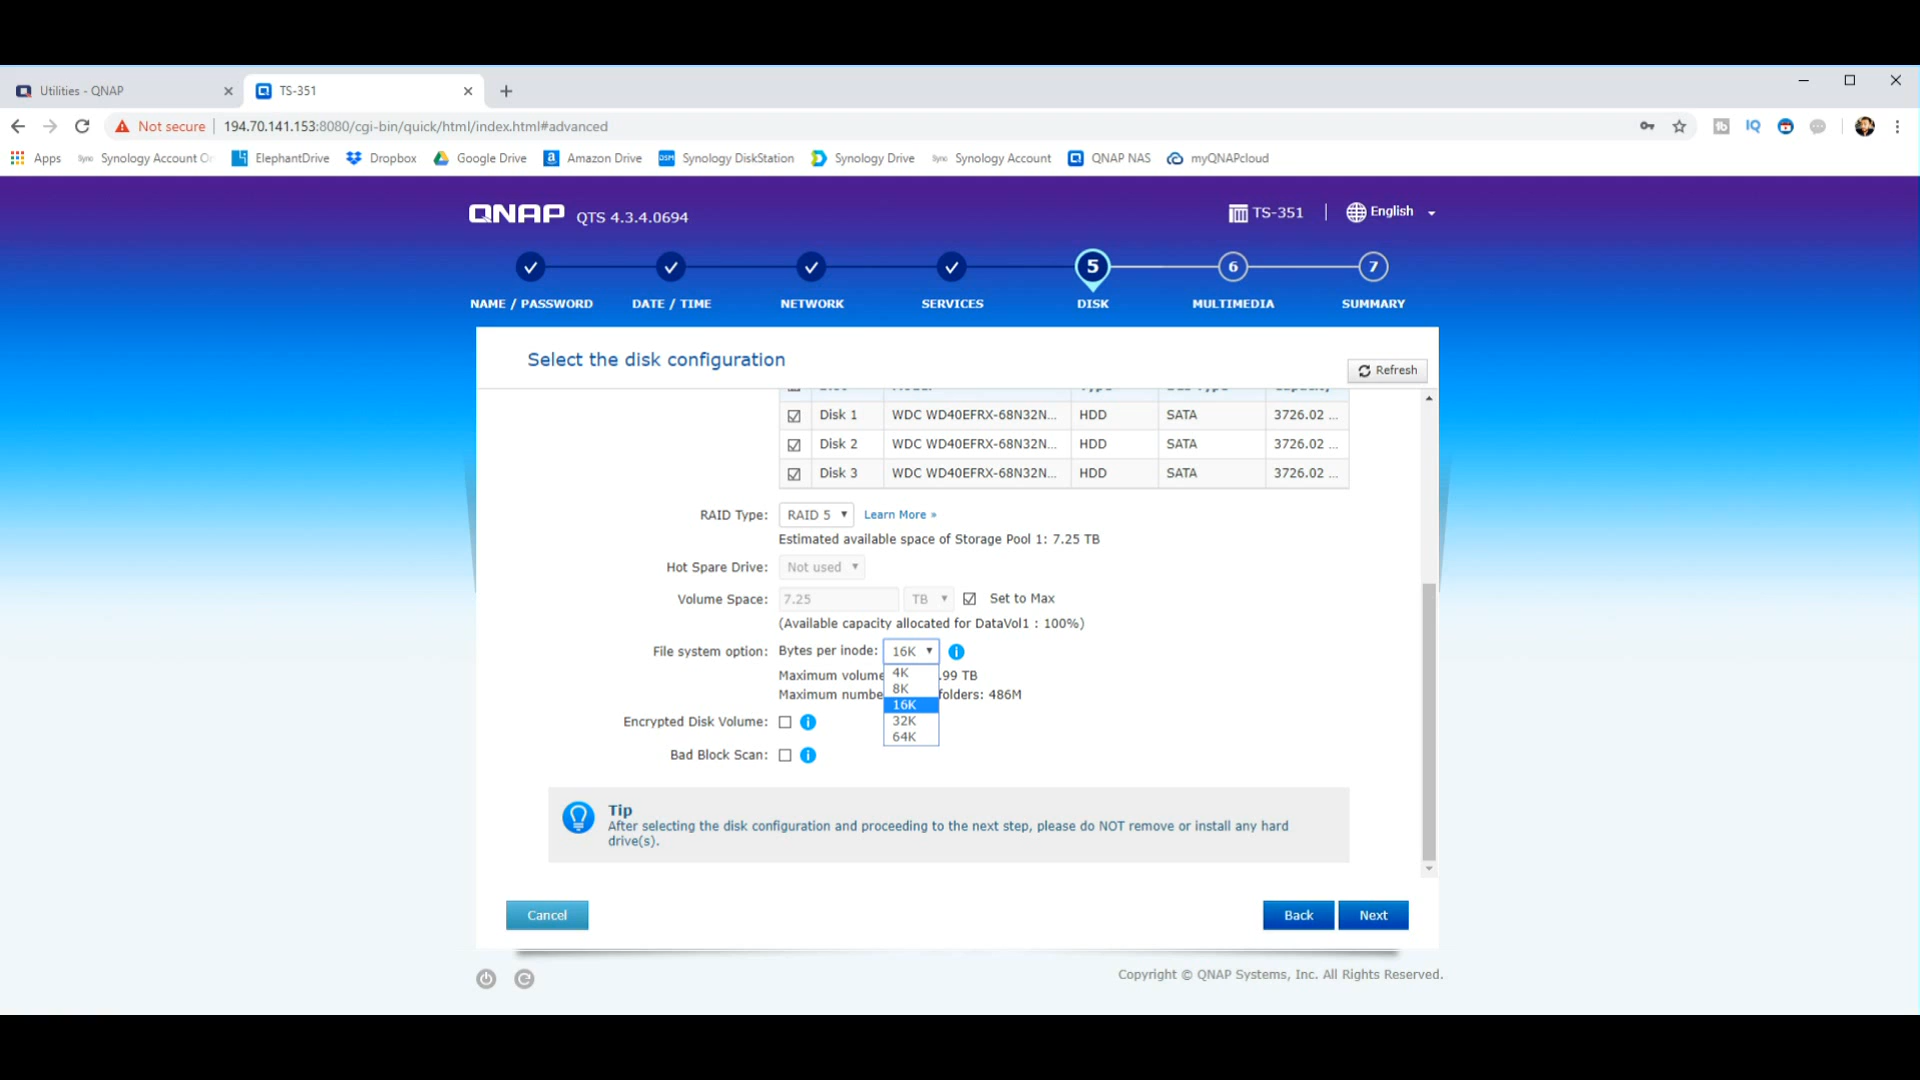 Utilities - QNAP
TS-351
Not secure
194.70.141.153:8080/cgi-bin/quick/html/index.html#advanced
Apps
Synology Account Or
ElephantDrive
Dropbox
Google Drive
Amazon Drive
Synology DiskStation
Synology Drive
Synology Account
QNAP NAS
myQNAPcloud
QNAP QTS 4.3.4.0694
TS-351
English
5
6
7
NAME / PASSWORD
DATE / TIME
NETWORK
SERVICES
DISK
MULTIMEDIA
SUMMARY
Select the disk configuration
Refresh
Disk 1 WDC WD40EFRX-68N32N... HDD SATA 3726.02 ...
Disk 2 WDC WD40EFRX-68N32N... HDD SATA 3726.02 ...
Disk 3 WDC WD40EFRX-68N32N... HDD SATA 3726.02 ...
RAID Type: RAID 5 Learn More »
Estimated available space of Storage Pool 1: 7.25 TB
Hot Spare Drive: Not used
Volume Space: 7.25 TB Set to Max
(Available capacity allocated for DataVol1 : 100%)
File system option: Bytes per inode: 16K
Maximum volume .99 TB
Maximum numbe folders: 486M
4K
8K
16K
32K
64K
Encrypted Disk Volume:
Bad Block Scan:
Tip
After selecting the disk configuration and proceeding to the next step, please do NOT remove or install any hard
drive(s).
Cancel
Back
Next
Copyright © QNAP Systems, Inc. All Rights Reserved.